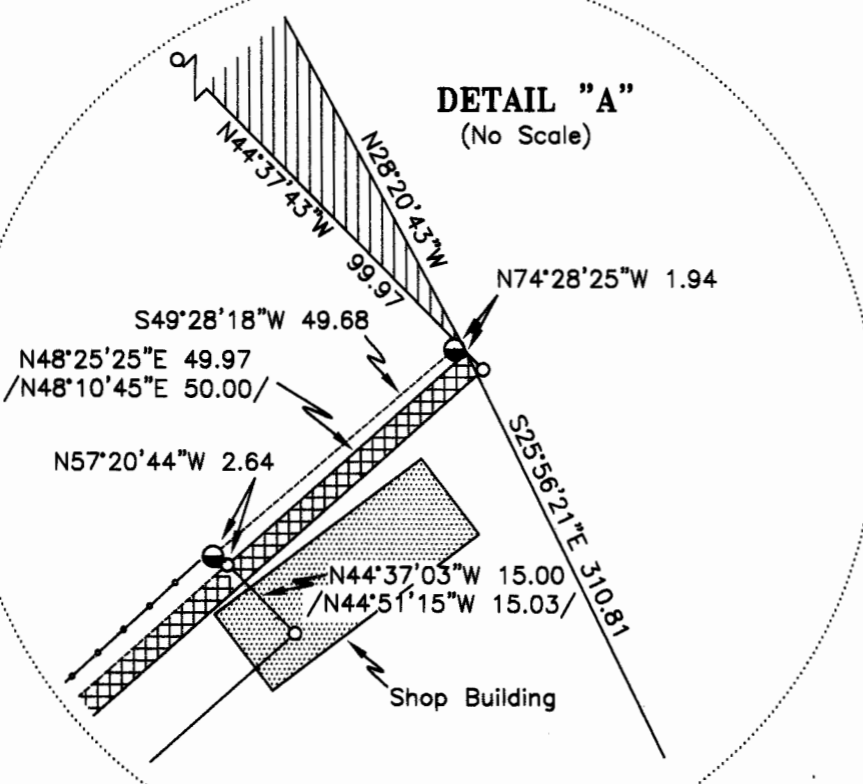 DETAIL "A"
(No Scale)
N28°20'43"W
N44°37'43"W
99.97
N74°28'25"W 1.94
S49°28'18"W 49.68
N48°25'25"E 49.97
/N48°10'45"E 50.00/
N57°20'44"W 2.64
S25°56'21"E 310.81
N44°37'03"W 15.00
/N44°51'15"W 15.03/
Shop Building